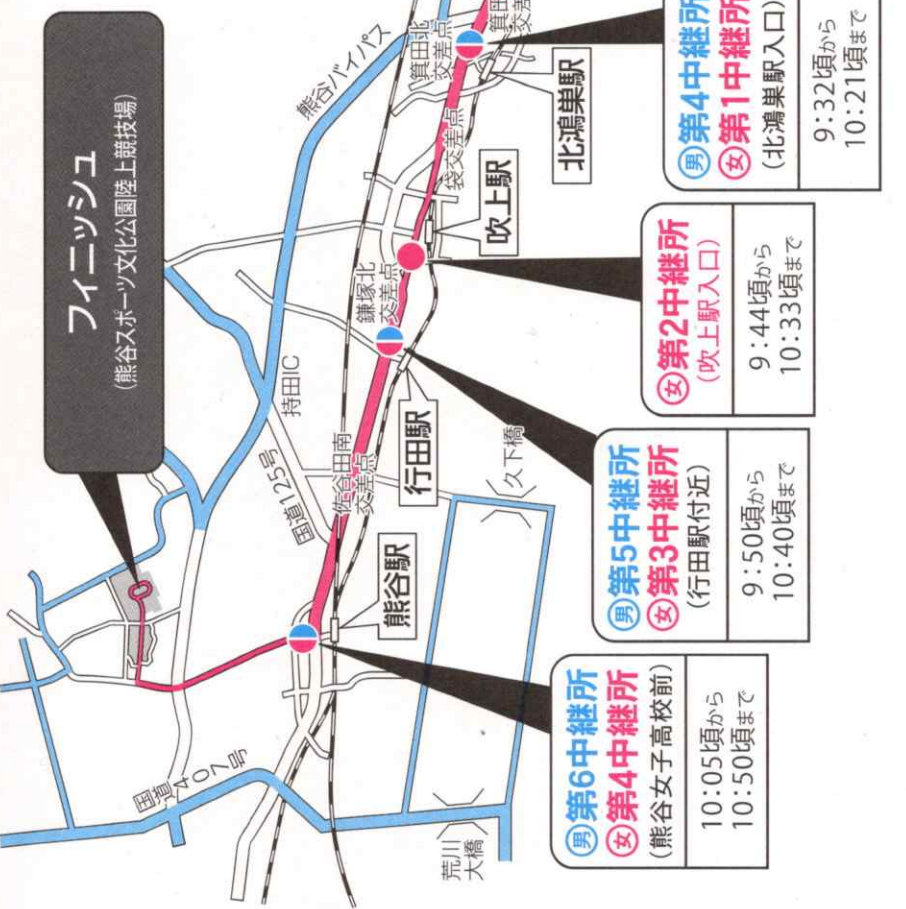 フィニッシュ
(熊谷スポーツ文化公園陸上競技場)
熊谷バイパス
箕田北
交差点
箕田
交差
北鴻巣駅
袋交差点
吹上駅
鎌塚北
交差点
持田IC
国道125号
佐谷田南
交差点
行田駅
久下橋
熊谷駅
国道407号
荒川
大橋
男第4中継所
女第1中継所
(北鴻巣駅入口)
9:32頃から
10:21頃まで
女第2中継所
(吹上駅入口)
9:44頃から
10:33頃まで
男第5中継所
女第3中継所
(行田駅付近)
9:50頃から
10:40頃まで
男第6中継所
女第4中継所
(熊谷女子高校前)
10:05頃から
10:50頃まで